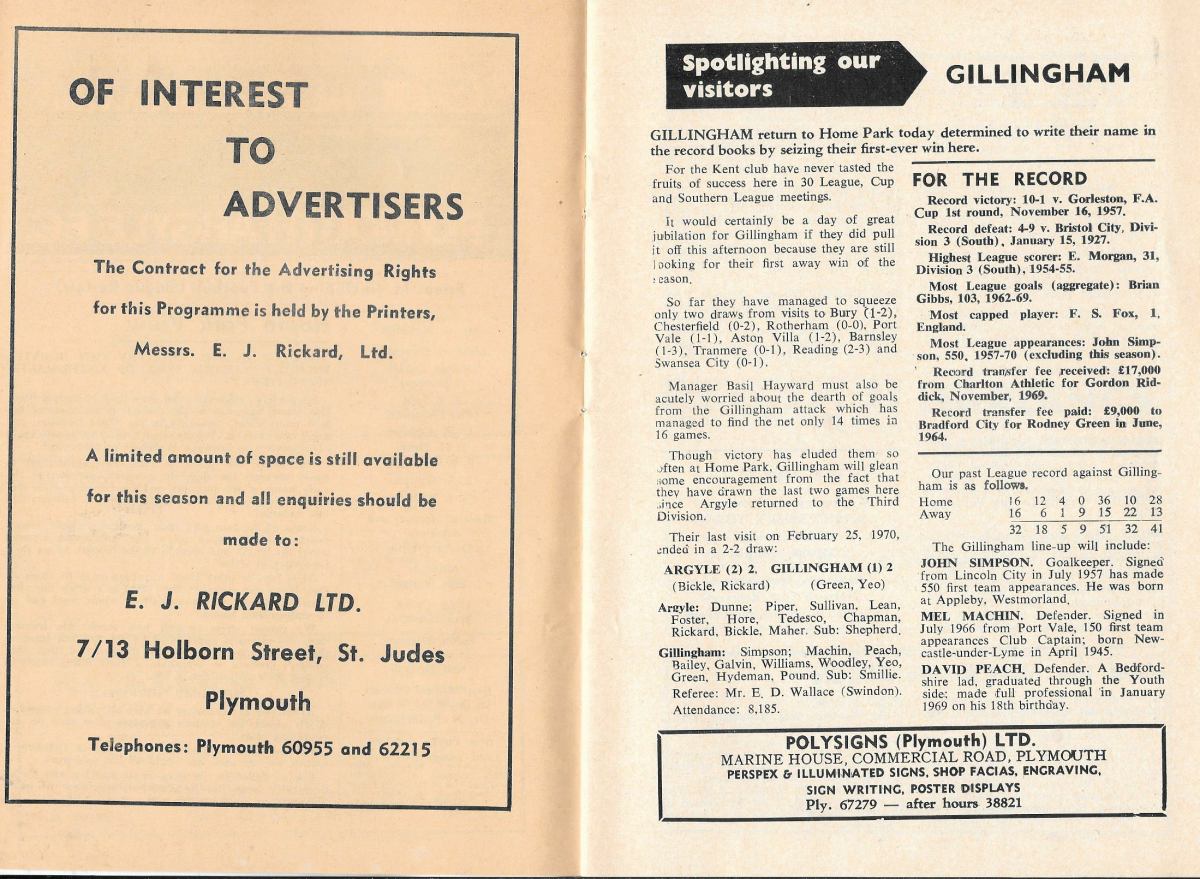 OF INTEREST
TO
ADVERTISERS
The Contract for the Advertising Rights
for this Programme is held by the Printers,
Messrs. E. J. Rickard, Ltd.
A limited amount of space is still available
for this season and all enquiries should be
made to:
E. J. RICKARD LTD.
7/13 Holborn Street, St. Judes
Plymouth
Telephones: Plymouth 60955 and 62215
Spotlighting our
visitors
GILLINGHAM
GILLINGHAM return to Home Park today determined to write their name in
the record books by seizing their first-ever win here.
For the Kent club have never tasted the
fruits of success here in 30 League, Cup
and Southern League meetings.
It would certainly be a day of great
jubilation for Gillingham if they did pull
it off this afternoon because they are still
looking for their first away win of the
season.
So far they have managed to squeeze
only two draws from visits to Bury (1-2),
Chesterfield (0-2), Rotherham (0-0), Port
Vale (1-1), Aston Villa (1-2), Barnsley
(1-3), Tranmere (0-1), Reading (2-3) and
Swansea City (0-1).
Manager Basil Hayward must also be
acutely worried about the dearth of goals
from the Gillingham attack which has
managed to find the net only 14 times in
16 games.
Though victory has eluded them so
often at Home Park, Gillingham will glean
some encouragement from the fact that
they have drawn the last two games here
since Argyle returned to the Third
Division.
Their last visit on February 25, 1970,
ended in a 2-2 draw:
ARGYLE (2) 2. GILLINGHAM (1) 2
(Bickle, Rickard) (Green, Yeo)
Argyle: Dunne; Piper, Sullivan, Lean,
Foster, Hore, Tedesco, Chapman,
Rickard, Bickle, Maher. Sub: Shepherd.
Gillingham: Simpson; Machin, Peach,
Bailey, Galvin, Williams, Woodley, Yeo,
Green, Hydeman, Pound. Sub: Smillie.
Referee: Mr. E. D. Wallace (Swindon).
Attendance: 8,185.
FOR THE RECORD
Record victory: 10-1 v. Gorleston, F.A.
Cup 1st round, November 16, 1957.
Record defeat: 4-9 v. Bristol City, Divi-
sion 3 (South), January 15, 1927.
Highest League scorer: E. Morgan, 31,
Division 3 (South), 1954-55.
Most League goals (aggregate): Brian
Gibbs, 103, 1962-69.
Most capped player: F. S. Fox, 1,
England.
Most League appearances: John Simp-
son, 550, 1957-70 (excluding this season).
Record transfer fee received: £17,000
from Charlton Athletic for Gordon Rid-
dick, November, 1969.
Record transfer fee paid: £9,000 to
Bradford City for Rodney Green in June,
1964.
Our past League record against Gilling-
ham is as follows.
Home 16 12 4 0 36 10 28
Away 16 6 1 9 15 22 13
32 18 5 9 51 32 41
The Gillingham line-up will include:
JOHN SIMPSON. Goalkeeper. Signed
from Lincoln City in July 1957 has made
550 first team appearances. He was born
at Appleby, Westmorland.
MEL MACHIN. Defender. Signed in
July 1966 from Port Vale, 150 first team
appearances Club Captain; born New-
castle-under-Lyme in April 1945.
DAVID PEACH. Defender. A Bedford-
shire lad, graduated through the Youth
side; made full professional in January
1969 on his 18th birthday.
POLYSIGNS (Plymouth) LTD.
MARINE HOUSE, COMMERCIAL ROAD, PLYMOUTH
PERSPEX & ILLUMINATED SIGNS, SHOP FACIAS, ENGRAVING,
SIGN WRITING, POSTER DISPLAYS
Ply. 67279 — after hours 38821